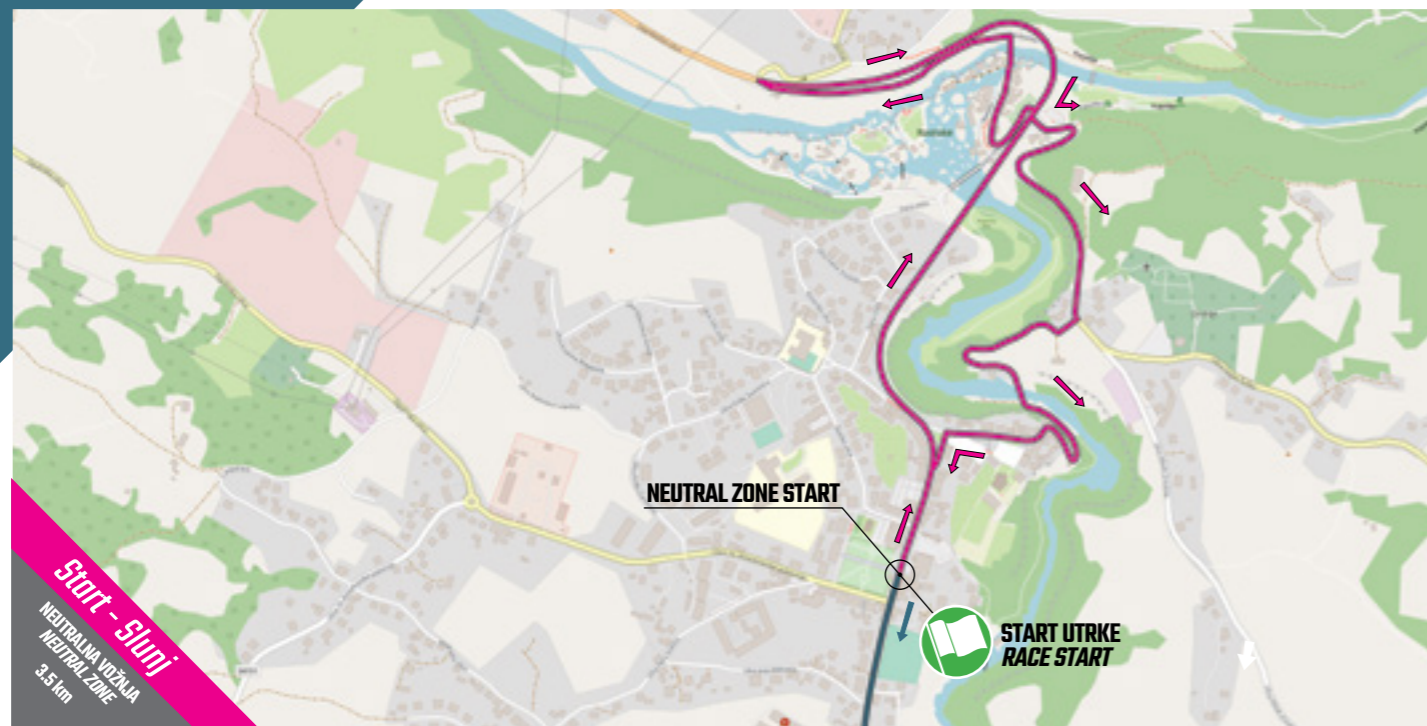 NEUTRAL ZONE START
START UTRKE
RACE START
Start - Slunj
NEUTRALNA VOŽNJA
NEUTRAL ZONE
3.5 km